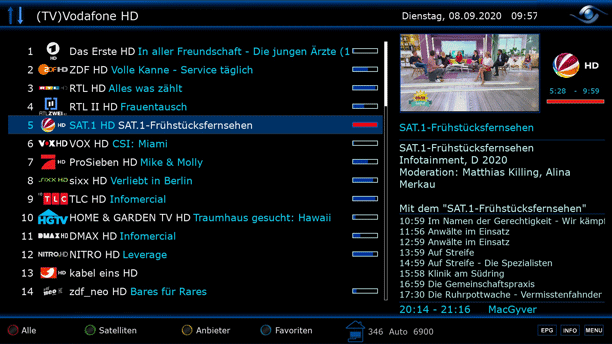 (TV)Vodafone HD
Dienstag, 08.09.2020 09:57
1 Das Erste HD In aller Freundschaft - Die jungen Ärzte (1
2 ZDF HD Volle Kanne - Service täglich
3 RTL HD Alles was zählt
4 RTL II HD Frauentausch
5 SAT.1 HD SAT.1-Frühstücksfernsehen
6 VOX HD CSI: Miami
7 ProSieben HD Mike & Molly
8 sixx HD Verliebt in Berlin
9 TLC HD Infomercial
10 HOME & GARDEN TV HD Traumhaus gesucht: Hawaii
11 DMAX HD Infomercial
12 NITRO HD Leverage
13 kabel eins HD
14 zdf_neo HD Bares für Rares
HD
5:28 - 9:59
SAT.1-Frühstücksfernsehen
SAT.1-Frühstücksfernsehen
Infotainment, D 2020
Moderation: Matthias Killing, Alina
Merkau
Mit dem "SAT.1-Frühstücksfernsehen"
10:59 Im Namen der Gerechtigkeit - Wir kämpf
11:56 Anwälte im Einsatz
12:59 Anwälte im Einsatz
13:59 Auf Streife
14:59 Auf Streife - Die Spezialisten
15:58 Klinik am Südring
16:59 Die Gemeinschaftspraxis
17:30 Die Ruhrpottwache - Vermisstenfahnder
20:14 - 21:16 MacGyver
Alle
Satelliten
Anbieter
Favoriten
346 Auto 6900
EPG INFO MENU